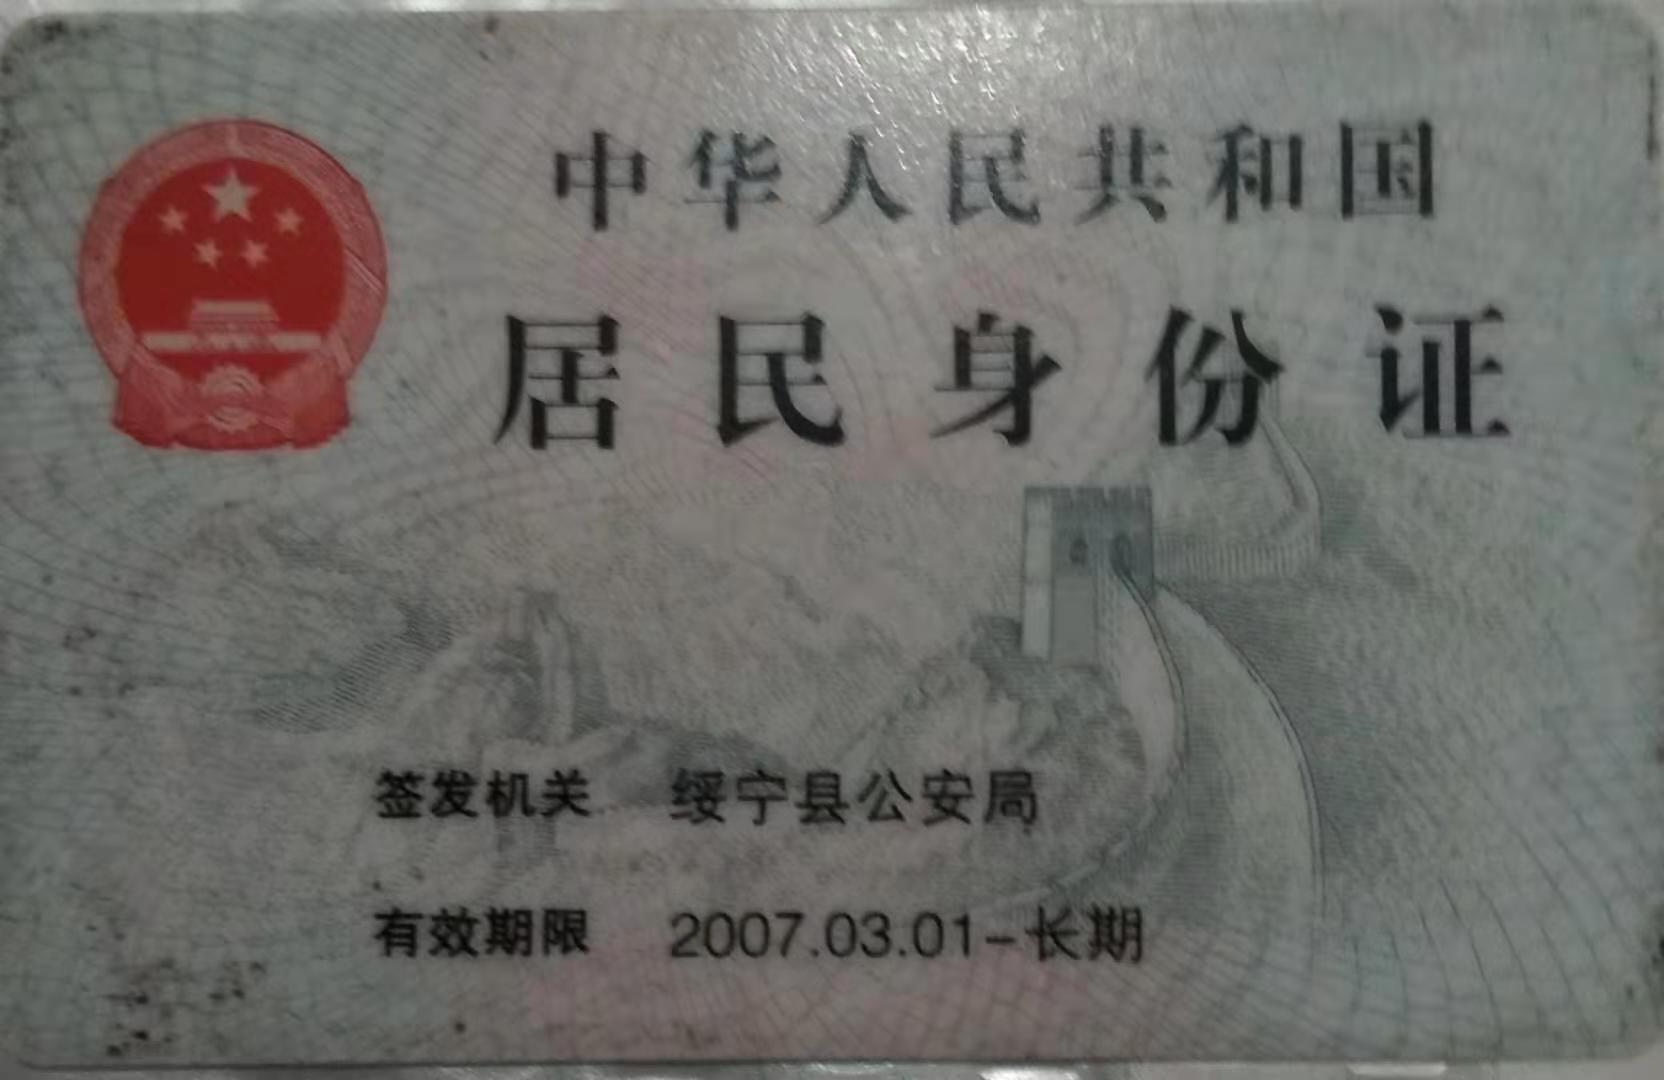 中华人民共和国
居民身份证
签发机关 绥宁县公安局
有效期限 2007.03.01-长期